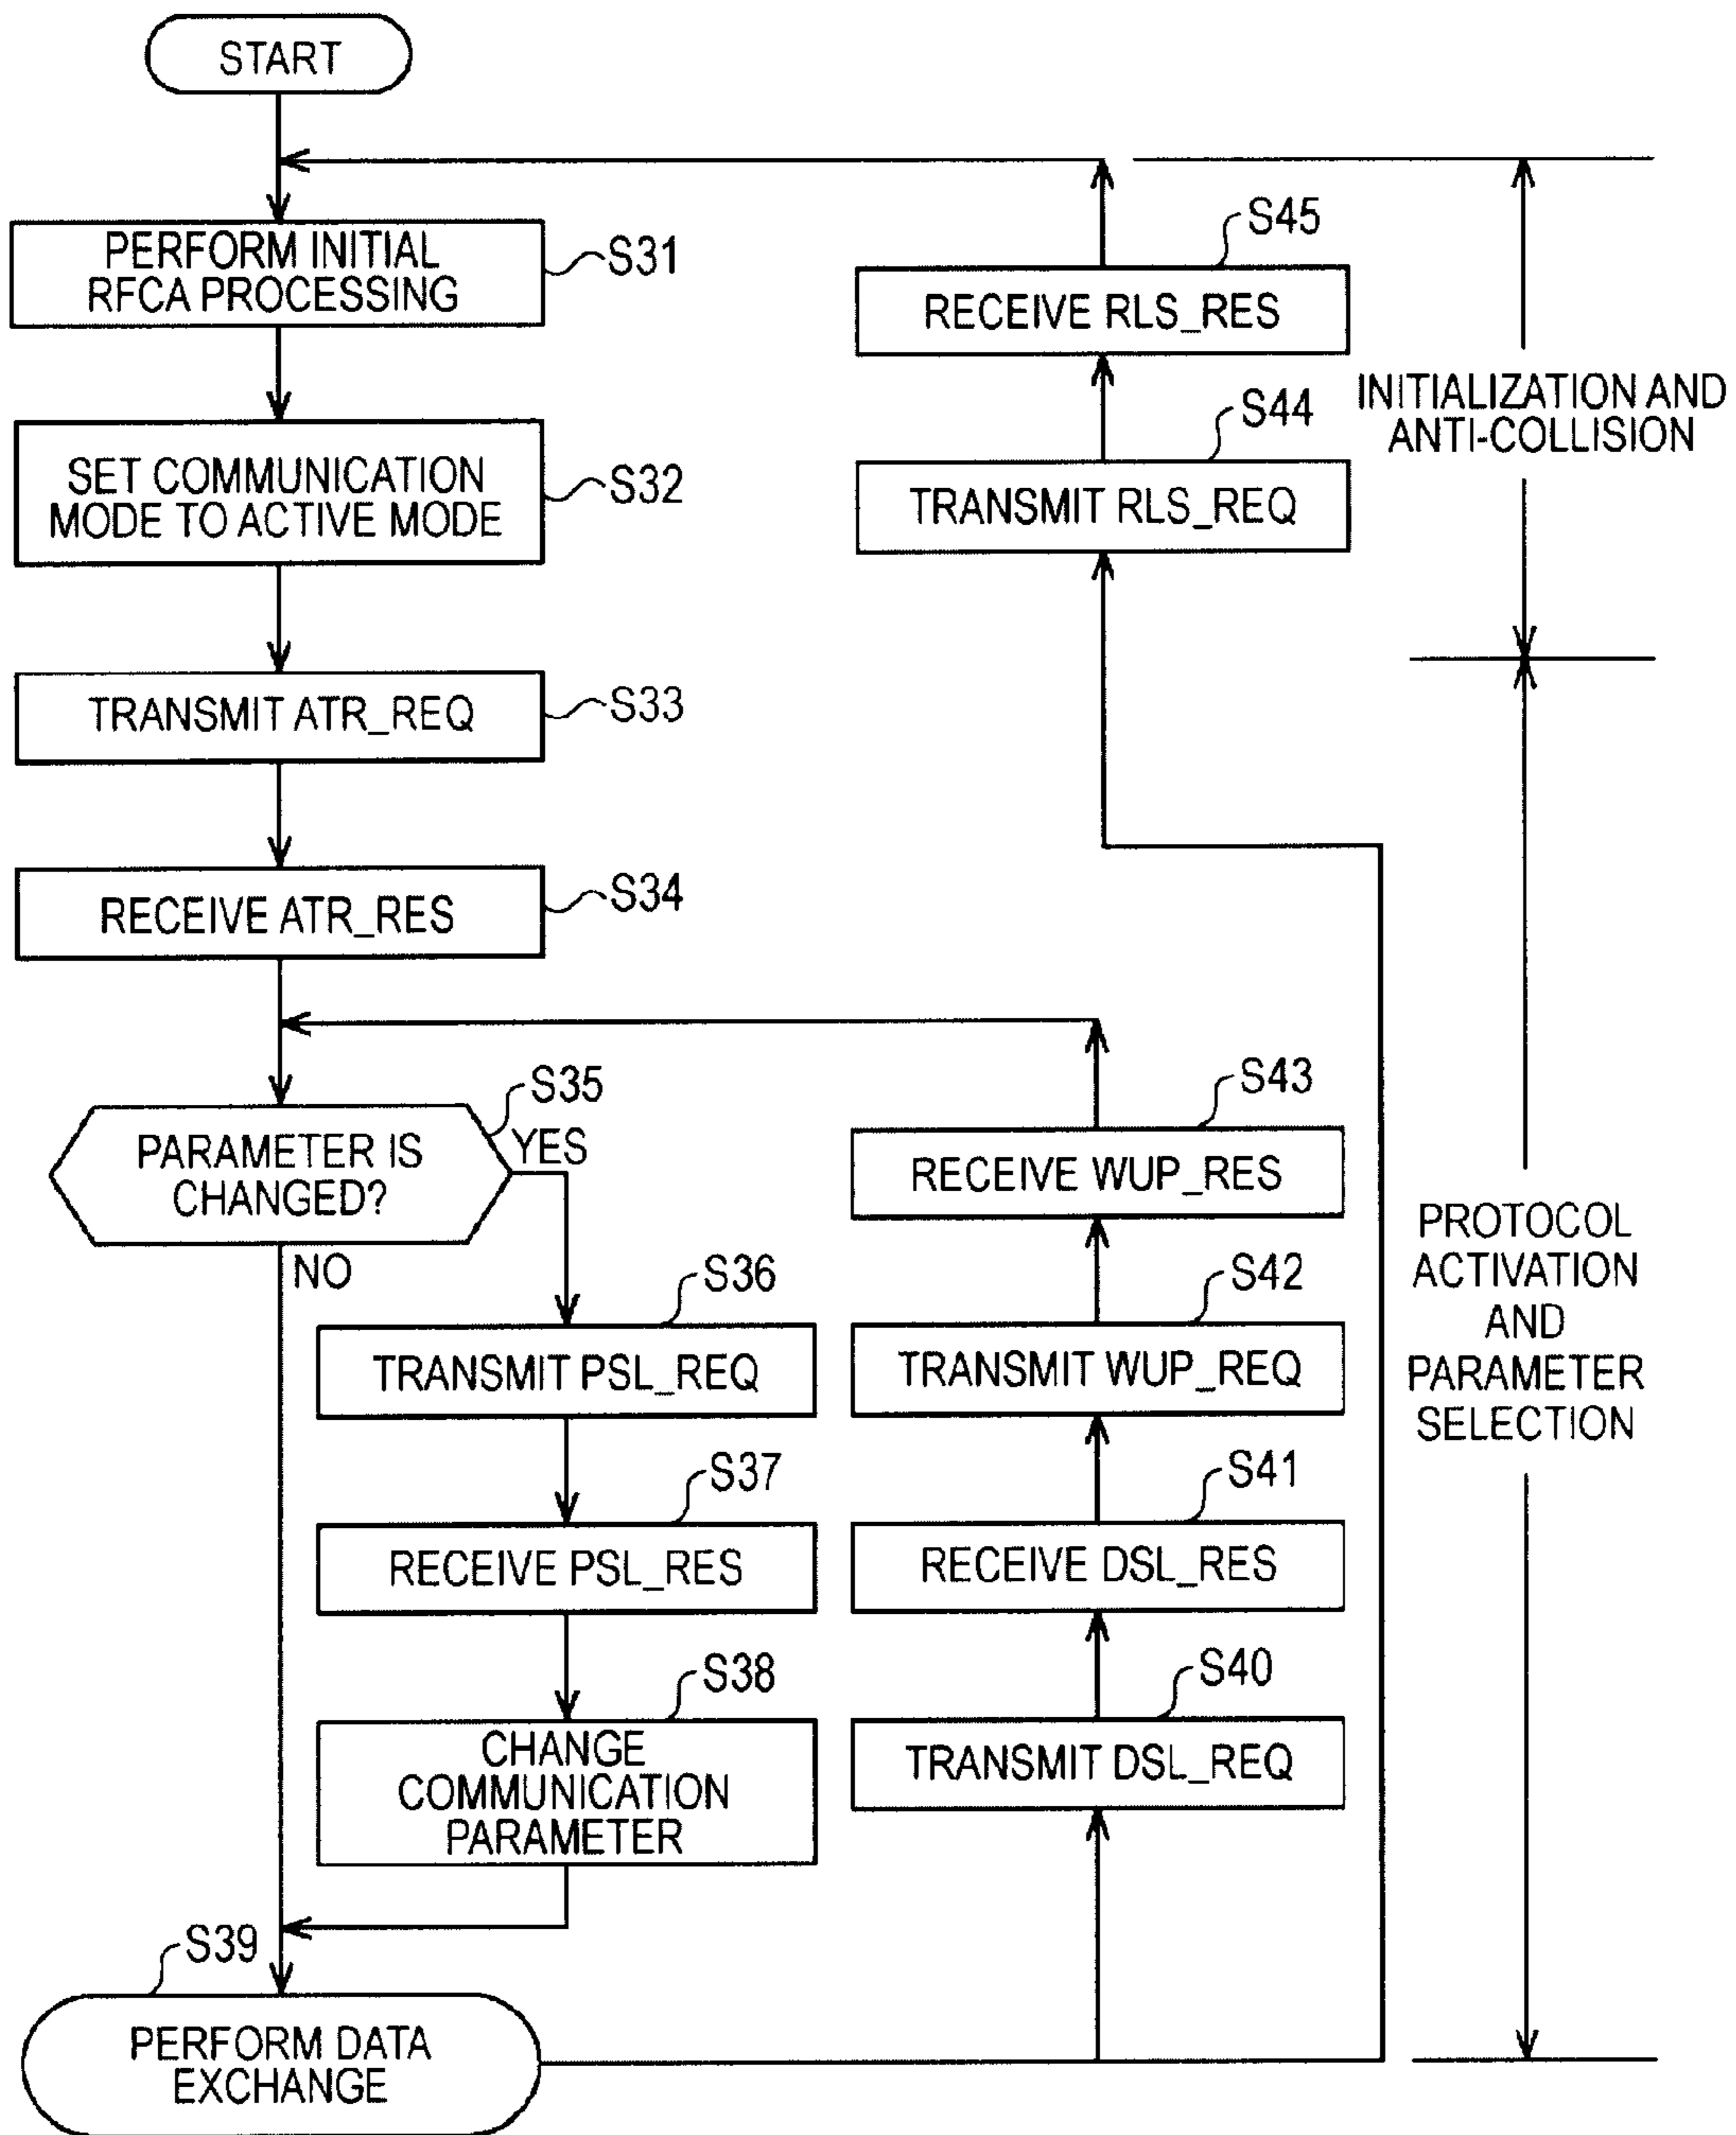 START
PERFORM INITIAL
RFCA PROCESSING
S31
SET COMMUNICATION
MODE TO ACTIVE MODE
S32
TRANSMIT ATR_REQ
S33
RECEIVE ATR_RES
S34
PARAMETER IS
CHANGED?
S35
YES
NO
S36
TRANSMIT PSL_REQ
S37
RECEIVE PSL_RES
S38
CHANGE
COMMUNICATION
PARAMETER
S39
PERFORM DATA
EXCHANGE
S45
RECEIVE RLS_RES
S44
TRANSMIT RLS_REQ
S43
RECEIVE WUP_RES
S42
TRANSMIT WUP_REQ
S41
RECEIVE DSL_RES
S40
TRANSMIT DSL_REQ
INITIALIZATION AND
ANTI-COLLISION
PROTOCOL
ACTIVATION
AND
PARAMETER
SELECTION